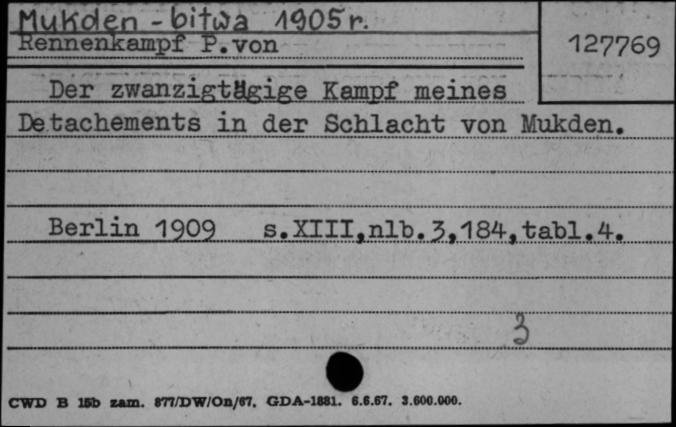 Mukden - bitwa 1905 r.
Rennenkampf P.von
127769
Der zwanzigtägige Kampf meines
Detachements in der Schlacht von Mukden.
Berlin 1909 s.XIII,nlb.3,184,tabl.4.
3
CWD B 15b zam. 877/DW/On/67. GDA-1881. 6.6.67. 3.600.000.